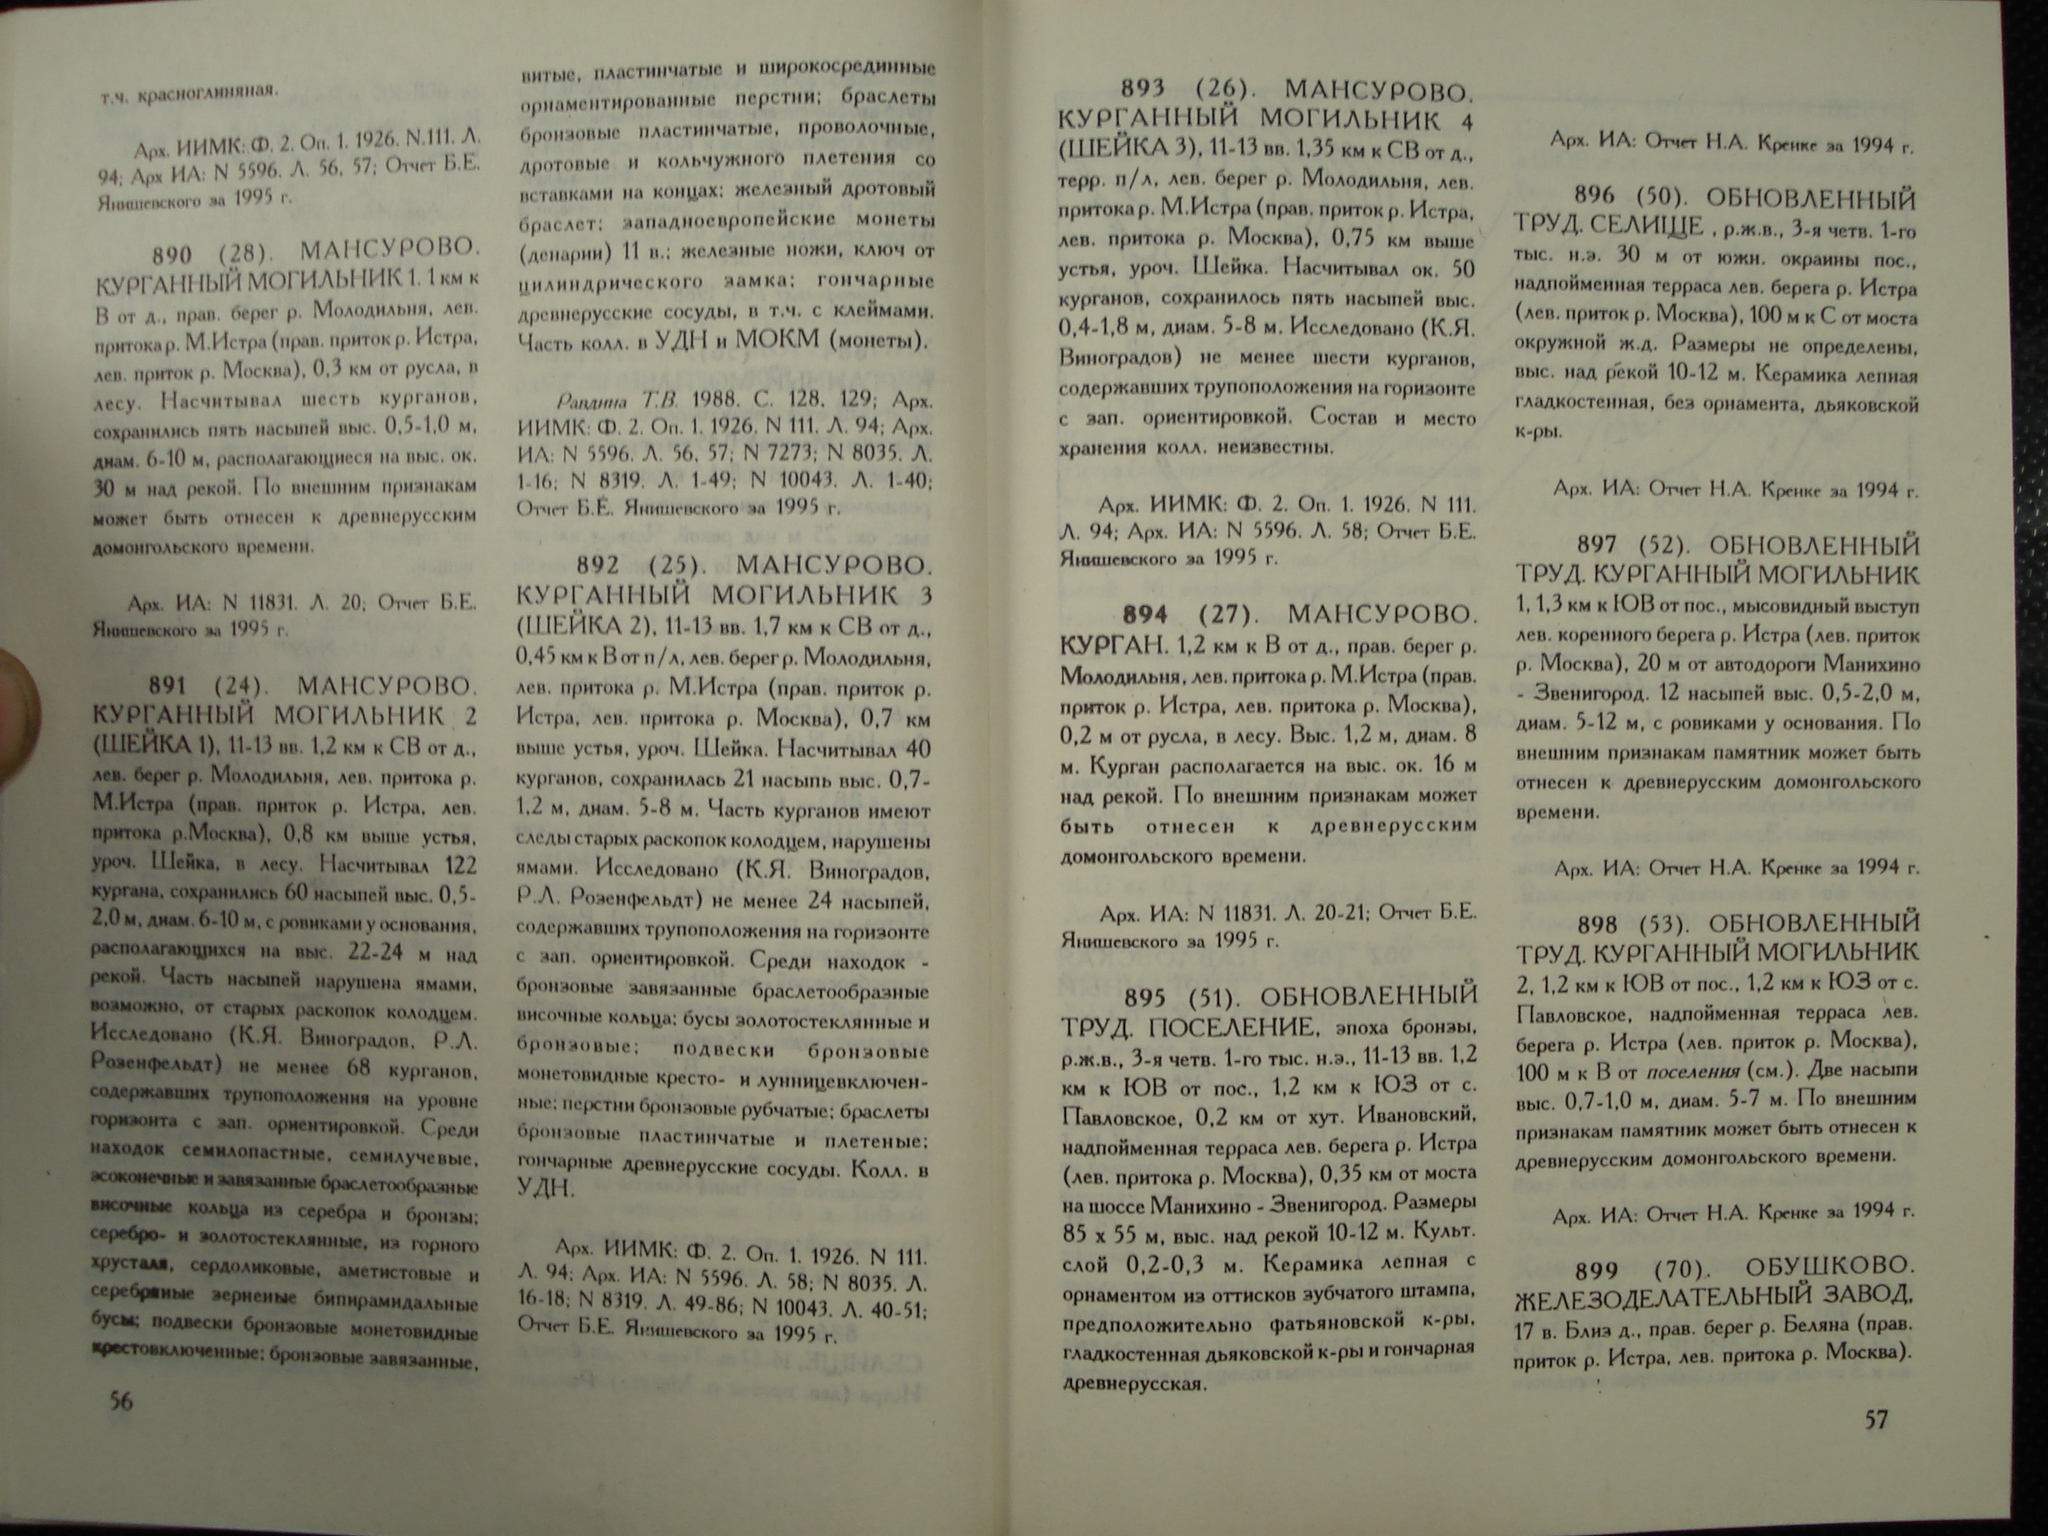 т.ч. красноглиняная.
Арх. ИИМК: Ф. 2. Оп. 1. 1926. N 111. Л.
94; Арх ИА: N 5596. Л. 56, 57; Отчет Б.Е.
Янишевского за 1995 г.
890 (28). МАНСУРОВО.
КУРГАННЫЙ МОГИЛЬНИК 1. 1 км к
В от д., прав. берег р. Молодильня, лев.
притока р. М.Истра (прав. приток р. Истра,
лев. приток р. Москва), 0,3 км от русла, в
лесу. Насчитывал шесть курганов,
сохранились пять насыпей выс. 0,5-1,0 м,
диам. 6-10 м, располагающиеся на выс. ок.
30 м над рекой. По внешним признакам
может быть отнесен к древнерусским
домонгольского времени.
Арх. ИА: N 11831. Л. 20; Отчет Б.Е.
Янишевского за 1995 г.
891 (24). МАНСУРОВО.
КУРГАННЫЙ МОГИЛЬНИК 2
(ШЕЙКА 1), 11-13 вв. 1,2 км к СВ от д.,
лев. берег р. Молодильня, лев. притока р.
М.Истра (прав. приток р. Истра, лев.
притока р.Москва), 0,8 км выше устья,
уроч. Шейка, в лесу. Насчитывал 122
кургана, сохранились 60 насыпей выс. 0,5-
2,0 м, диам. 6-10 м, с ровиками у основания,
располагающихся на выс. 22-24 м над
рекой. Часть насыпей нарушена ямами,
возможно, от старых раскопок колодцем.
Исследовано (К.Я. Виноградов, Р.Л.
Розенфельдт) не менее 68 курганов,
содержавших трупоположения на уровне
горизонта с зап. ориентировкой. Среди
находок семилопастные, семилучевые,
эсоконечные и завязанные браслетообразные
височные кольца из серебра и бронзы;
серебро- и золотостеклянные, из горного
хрусталя, сердоликовые, аметистовые и
серебряные зерненые бипирамидальные
бусы; подвески бронзовые монетовидные
крестовключенные; бронзовые завязанные,
56
витые, пластинчатые и широкосрединные
орнаментированные перстни; браслеты
бронзовые пластинчатые, проволочные,
дротовые и кольчужного плетения со
вставками на концах; железный дротовый
браслет; западноевропейские монеты
(денарии) 11 в.; железные ножи, ключ от
цилиндрического замка; гончарные
древнерусские сосуды, в т.ч. с клеймами.
Часть колл. в УДН и МОКМ (монеты).
Равдина Т.В. 1988. С. 128, 129; Арх.
ИИМК: Ф. 2. Оп. 1. 1926. N 111. Л. 94; Арх.
ИА: N 5596. Л. 56, 57; N 7273; N 8035. Л.
1-16; N 8319. Л. 1-49; N 10043. Л. 1-40;
Отчет Б.Е. Янишевского за 1995 г.
892 (25). МАНСУРОВО.
КУРГАННЫЙ МОГИЛЬНИК 3
(ШЕЙКА 2), 11-13 вв. 1,7 км к СВ от д.,
0,45 км к В от п/л, лев. берег р. Молодильня,
лев. притока р. М.Истра (прав. приток р.
Истра, лев. притока р. Москва), 0,7 км
выше устья, уроч. Шейка. Насчитывал 40
курганов, сохранилась 21 насыпь выс. 0,7-
1,2 м, диам. 5-8 м. Часть курганов имеют
следы старых раскопок колодцем, нарушены
ямами. Исследовано (К.Я. Виноградов,
Р.Л. Розенфельдт) не менее 24 насыпей,
содержавших трупоположения на горизонте
с зап. ориентировкой. Среди находок -
бронзовые завязанные браслетообразные
височные кольца; бусы золотостеклянные и
бронзовые; подвески бронзовые
монетовидные кресто- и лунницевключен-
ные; перстни бронзовые рубчатые; браслеты
бронзовые пластинчатые и плетеные;
гончарные древнерусские сосуды. Колл. в
УДН.
Арх. ИИМК: Ф. 2. Оп. 1. 1926. N 111.
Л. 94; Арх. ИА: N 5596. Л. 58; N 8035. Л.
16-18; N 8319. Л. 49-86; N 10043. Л. 40-51;
Отчет Б.Е. Янишевского за 1995 г.
893 (26). МАНСУРОВО.
КУРГАННЫЙ МОГИЛЬНИК 4
(ШЕЙКА 3), 11-13 вв. 1,35 км к СВ от д.,
терр. п/л, лев. берег р. Молодильня, лев.
притока р. М.Истра (прав. приток р. Истра,
лев. притока р. Москва), 0,75 км выше
устья, уроч. Шейка. Насчитывал ок. 50
курганов, сохранилось пять насыпей выс.
0,4-1,8 м, диам. 5-8 м. Исследовано (К.Я.
Виноградов) не менее шести курганов,
содержавших трупоположения на горизонте
с зап. ориентировкой. Состав и место
хранения колл. неизвестны.
Арх. ИИМК: Ф. 2. Оп. 1. 1926. N 111.
Л. 94; Арх. ИА: N 5596. Л. 58; Отчет Б.Е.
Янишевского за 1995 г.
894 (27). МАНСУРОВО.
КУРГАН. 1,2 км к В от д., прав. берег р.
Молодильня, лев. притока р. М.Истра (прав.
приток р. Истра, лев. притока р. Москва),
0,2 м от русла, в лесу. Выс. 1,2 м, диам. 8
м. Курган располагается на выс. ок. 16 м
над рекой. По внешним признакам может
быть отнесен к древнерусским
домонгольского времени.
Арх. ИА: N 11831. Л. 20-21; Отчет Б.Е.
Янишевского за 1995 г.
895 (51). ОБНОВЛЕННЫЙ
ТРУД. ПОСЕЛЕНИЕ, эпоха бронзы,
р.ж.в., 3-я четв. 1-го тыс. н.э., 11-13 вв. 1,2
км к ЮВ от пос., 1,2 км к ЮЗ от с.
Павловское, 0,2 км от хут. Ивановский,
надпойменная терраса лев. берега р. Истра
(лев. притока р. Москва), 0,35 км от моста
на шоссе Манихино - Звенигород. Размеры
85 х 55 м, выс. над рекой 10-12 м. Культ.
слой 0,2-0,3 м. Керамика лепная с
орнаментом из оттисков зубчатого штампа,
предположительно фатьяновской к-ры,
гладкостенная дьяковской к-ры и гончарная
древнерусская.
Арх. ИА: Отчет Н.А. Кренке за 1994 г.
896 (50). ОБНОВЛЕННЫЙ
ТРУД. СЕЛИЩЕ , р.ж.в., 3-я четв. 1-го
тыс. н.э. 30 м от южн. окраины пос.,
надпойменная терраса лев. берега р. Истра
(лев. приток р. Москва), 100 м к С от моста
окружной ж.д. Размеры не определены,
выс. над рекой 10-12 м. Керамика лепная
гладкостенная, без орнамента, дьяковской
к-ры.
Арх. ИА: Отчет Н.А. Кренке за 1994 г.
897 (52). ОБНОВЛЕННЫЙ
ТРУД. КУРГАННЫЙ МОГИЛЬНИК
1, 1,3 км к ЮВ от пос., мысовидный выступ
лев. коренного берега р. Истра (лев. приток
р. Москва), 20 м от автодороги Манихино
- Звенигород. 12 насыпей выс. 0,5-2,0 м,
диам. 5-12 м, с ровиками у основания. По
внешним признакам памятник может быть
отнесен к древнерусским домонгольского
времени.
Арх. ИА: Отчет Н.А. Кренке за 1994 г.
898 (53). ОБНОВЛЕННЫЙ
ТРУД. КУРГАННЫЙ МОГИЛЬНИК
2, 1,2 км к ЮВ от пос., 1,2 км к ЮЗ от с.
Павловское, надпойменная терраса лев.
берега р. Истра (лев. приток р. Москва),
100 м к В от поселения (см.). Две насыпи
выс. 0,7-1,0 м, диам. 5-7 м. По внешним
признакам памятник может быть отнесен к
древнерусским домонгольского времени.
Арх. ИА: Отчет Н.А. Кренке за 1994 г.
899 (70). ОБУШКОВО.
ЖЕЛЕЗОДЕЛАТЕЛЬНЫЙ ЗАВОД,
17 в. Близ д., прав. берег р. Беляна (прав.
приток р. Истра, лев. притока р. Москва).
57